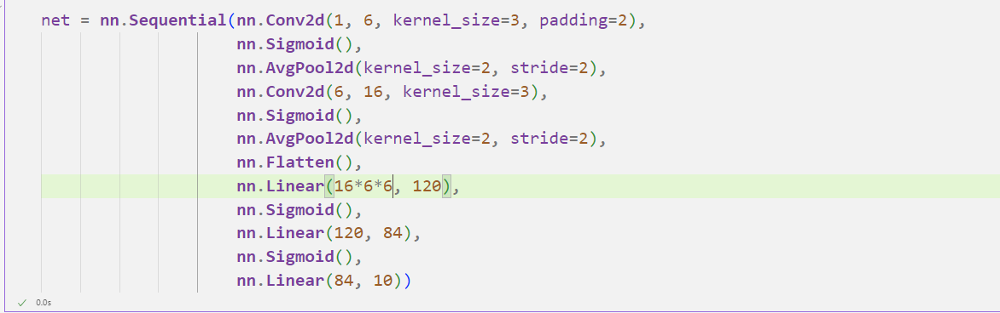 net = nn.Sequential(nn.Conv2d(1, 6, kernel_size=3, padding=2),
nn.Sigmoid(),
nn.AvgPool2d(kernel_size=2, stride=2),
nn.Conv2d(6, 16, kernel_size=3),
nn.Sigmoid(),
nn.AvgPool2d(kernel_size=2, stride=2),
nn.Flatten(),
nn.Linear(16*6*6, 120),
nn.Sigmoid(),
nn.Linear(120, 84),
nn.Sigmoid(),
nn.Linear(84, 10))
0.0s